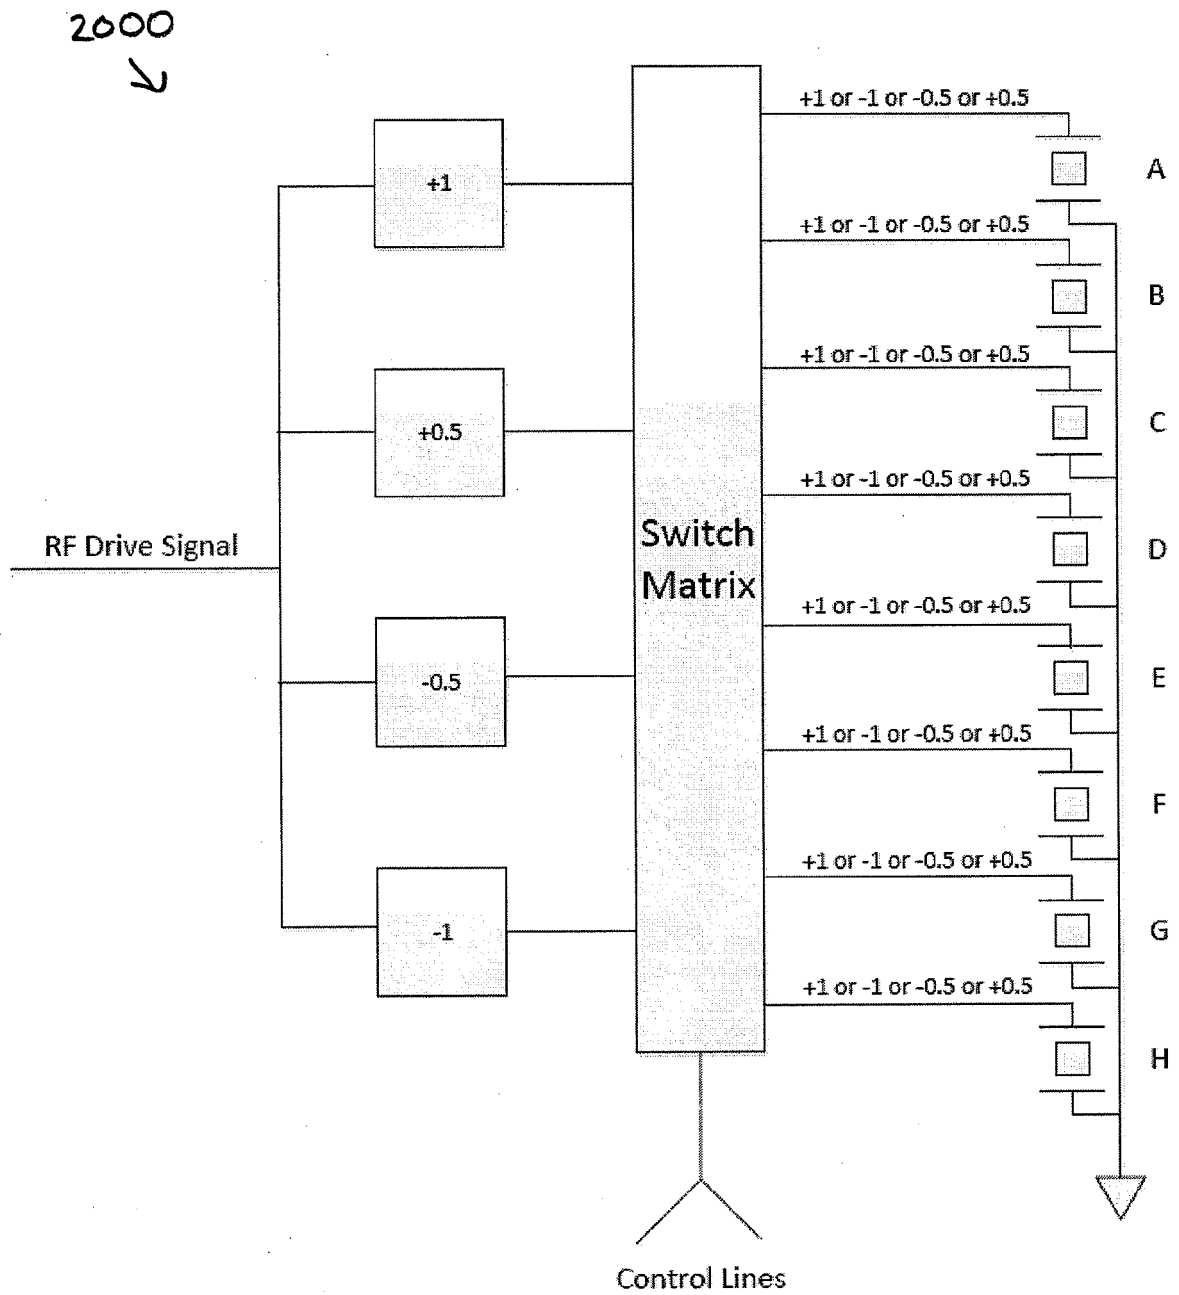 2000
+1 or -1 or -0.5 or +0.5
A
+1
+1 or -1 or -0.5 or +0.5
B
+1 or -1 or -0.5 or +0.5
C
+0.5
+1 or -1 or -0.5 or +0.5
RF Drive Signal
Switch
Matrix
D
+1 or -1 or -0.5 or +0.5
E
-0.5
+1 or -1 or -0.5 or +0.5
F
+1 or -1 or -0.5 or +0.5
G
-1
+1 or -1 or -0.5 or +0.5
H
Control Lines